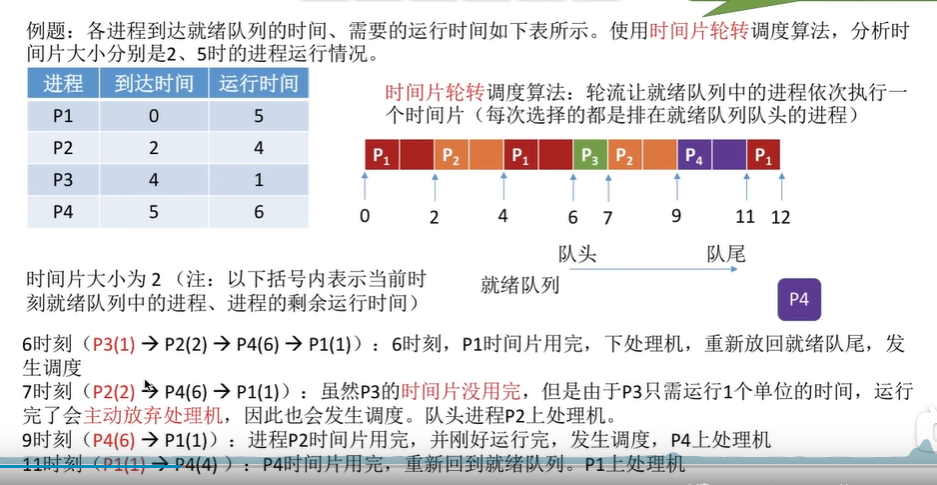 例题：各进程到达就绪队列的时间、需要的运行时间如下表所示。使用时间片轮转调度算法，分析时
间片大小分别是2、5时的进程运行情况。
进程 到达时间 运行时间
P1 0 5
P2 2 4
P3 4 1
P4 5 6
时间片轮转调度算法：轮流让就绪队列中的进程依次执行一
个时间片（每次选择的都是排在就绪队列队头的进程）
P1 P2 P1 P3 P2 P4 P1
0 2 4 6 7 9 11 12
队头 队尾
就绪队列
P4
时间片大小为 2 （注：以下括号内表示当前时
刻就绪队列中的进程、进程的剩余运行时间）
6时刻（P3(1) → P2(2) → P4(6) → P1(1)）：6时刻，P1时间片用完，下处理机，重新放回就绪队尾，发
生调度
7时刻（P2(2) → P4(6) → P1(1)）：虽然P3的时间片没用完，但是由于P3只需运行1个单位的时间，运行
完了会主动放弃处理机，因此也会发生调度。队头进程P2上处理机。
9时刻（P4(6) → P1(1)）：进程P2时间片用完，并刚好运行完，发生调度，P4上处理机
11时刻（P1(1) → P4(4) ）：P4时间片用完，重新回到就绪队列。P1上处理机